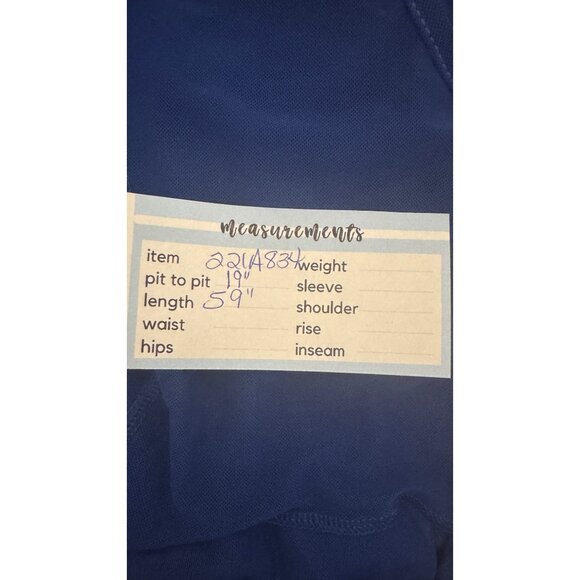 measurements
item 221A834 weight
pit to pit 19" sleeve
length 59" shoulder
waist rise
hips inseam